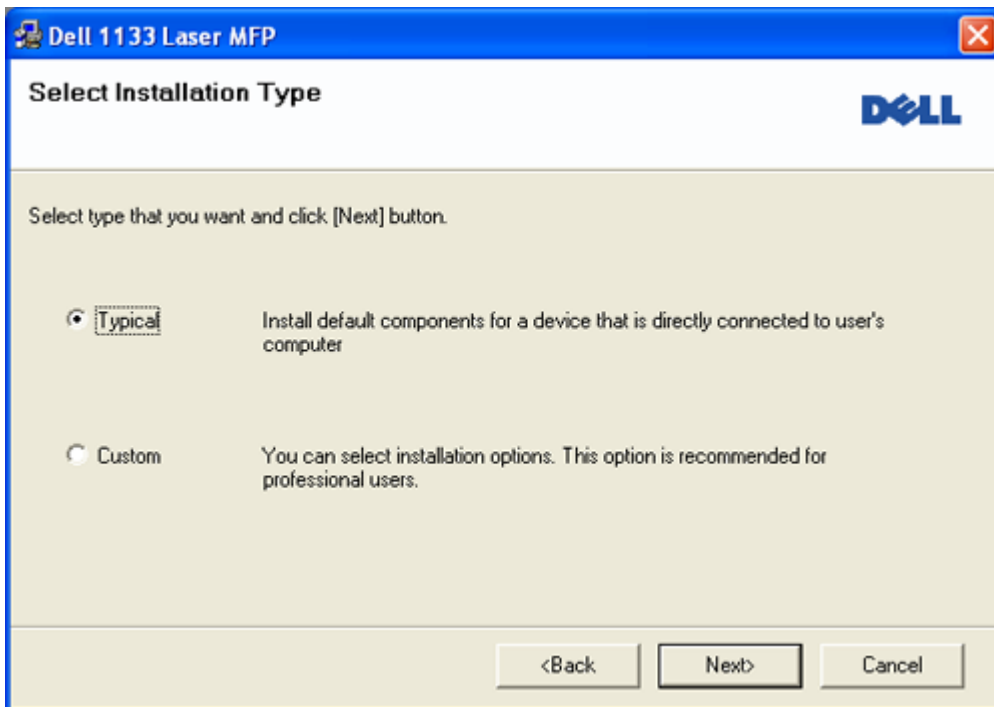 Dell 1133 Laser MFP
Select Installation Type
DELL
Select type that you want and click [Next] button.
Typical
Install default components for a device that is directly connected to user's
computer
Custom
You can select installation options. This option is recommended for
professional users.
<Back
Next>
Cancel